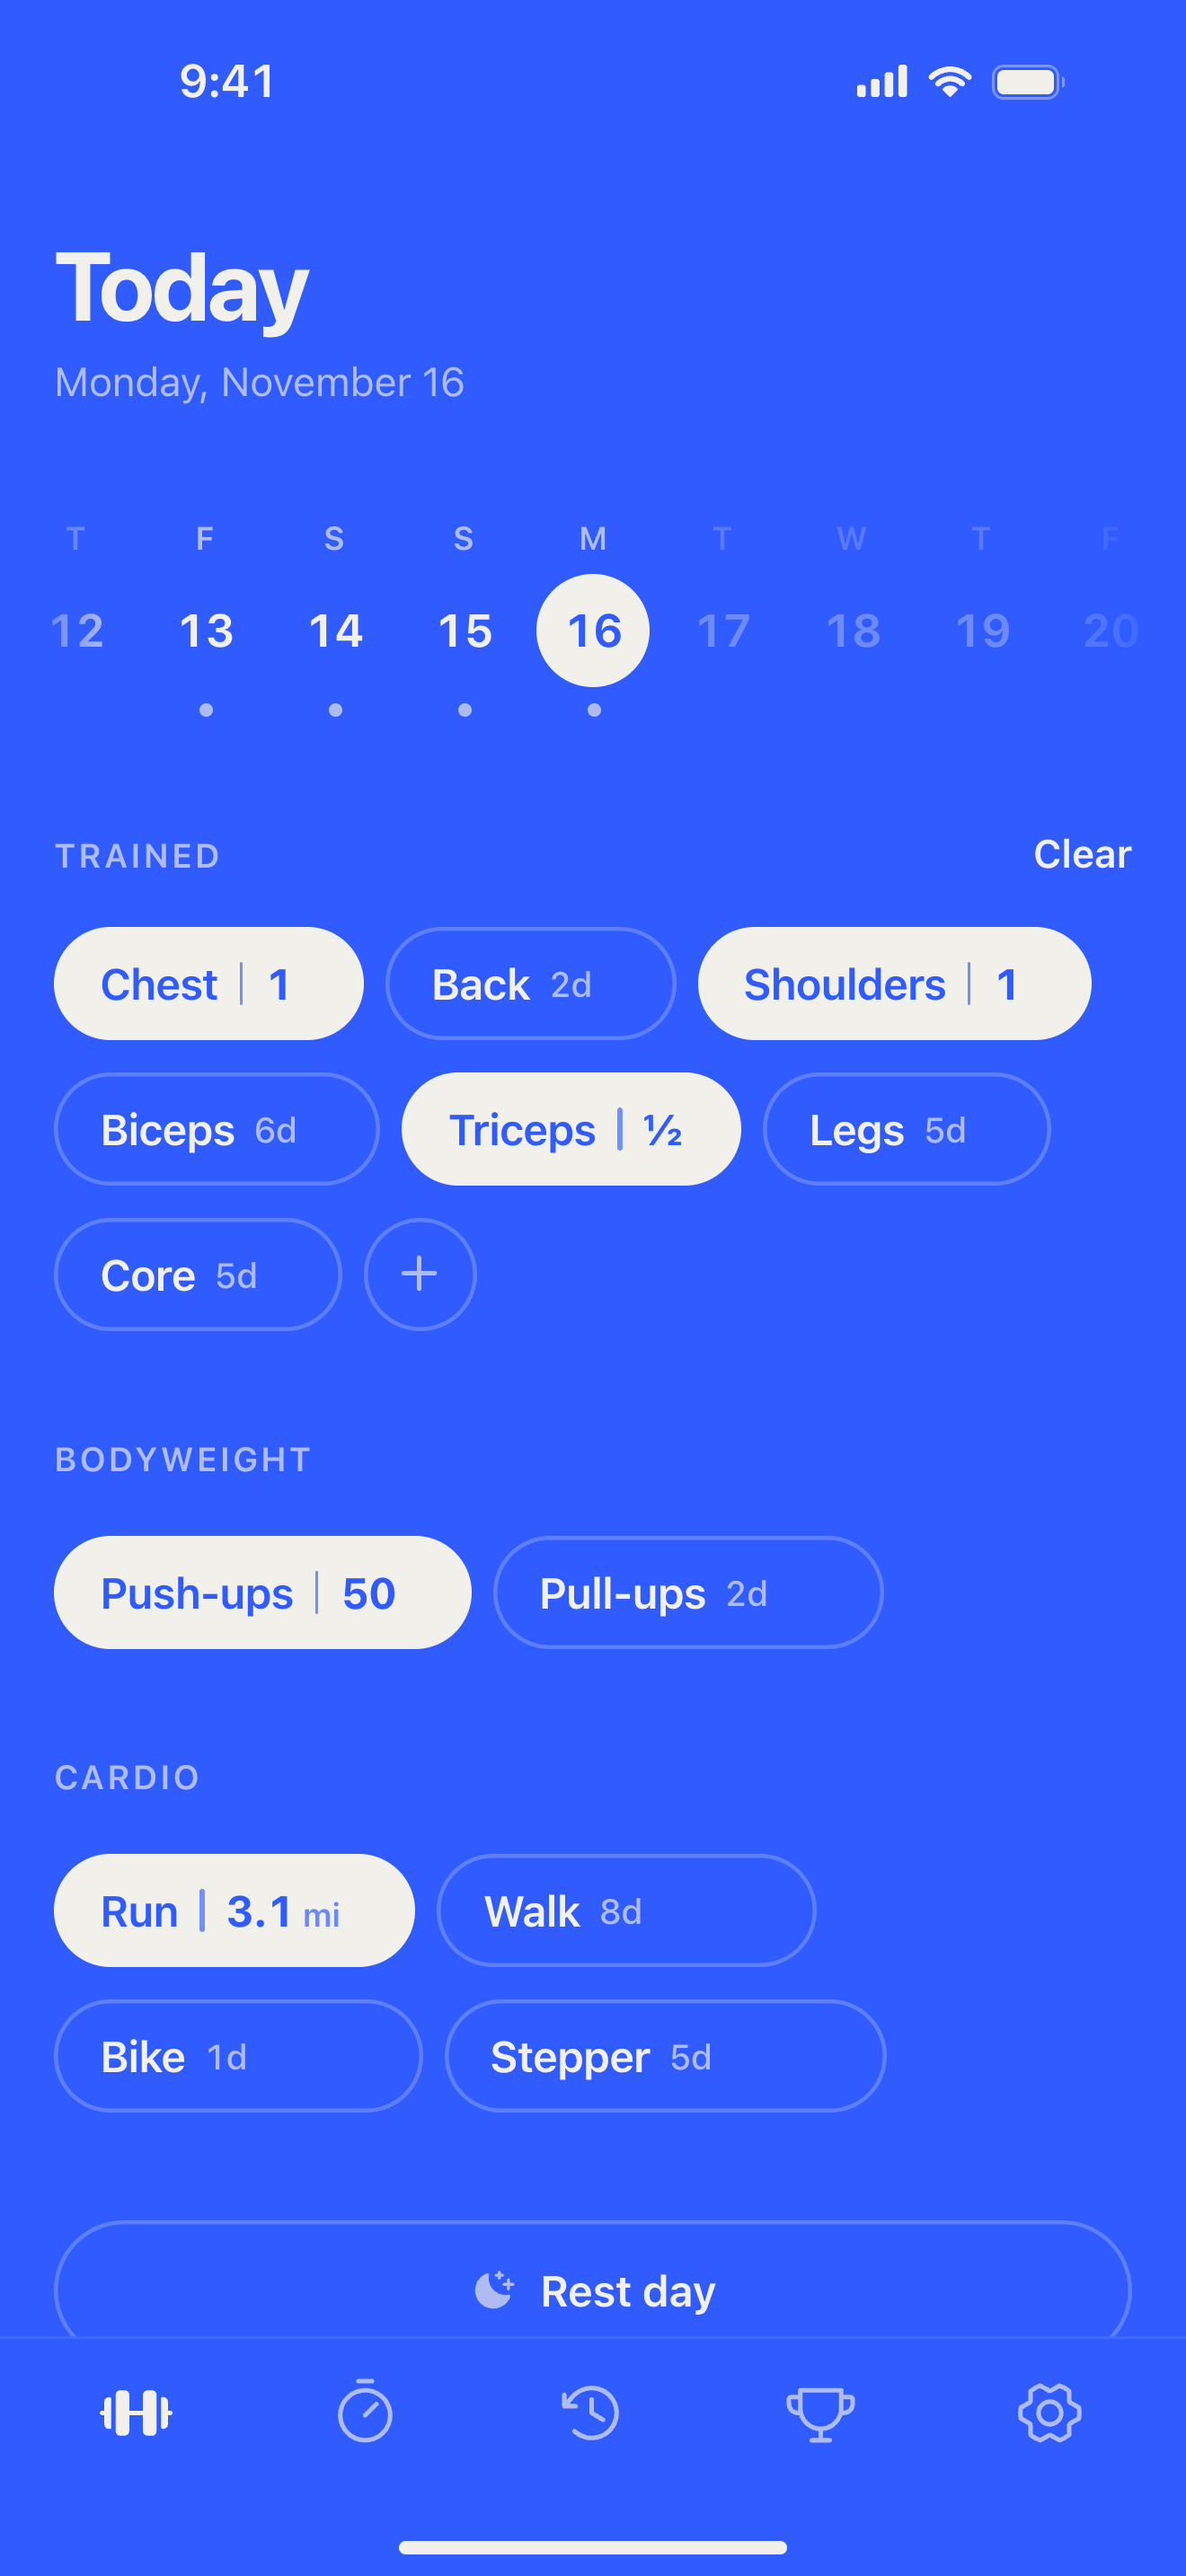 9:41
Today
Monday, November 16
T F S S M T W T F
12 13 14 15 16 17 18 19 20
TRAINED Clear
Chest | 1 Back 2d Shoulders | 1
Biceps 6d Triceps | ½ Legs 5d
Core 5d +
BODYWEIGHT
Push-ups | 50 Pull-ups 2d
CARDIO
Run | 3.1 mi Walk 8d
Bike 1d Stepper 5d
Rest day